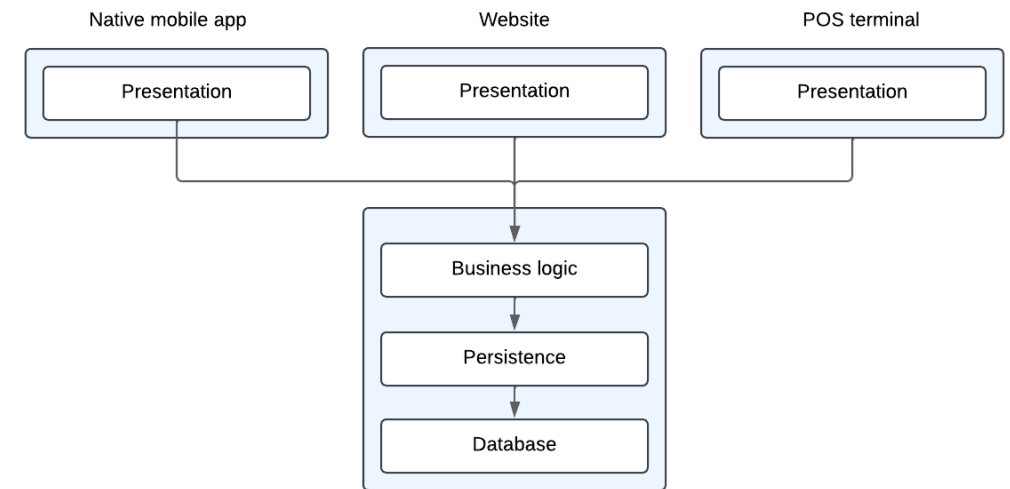 Native mobile app
Website
POS terminal
Presentation
Presentation
Presentation
Business logic
Persistence
Database